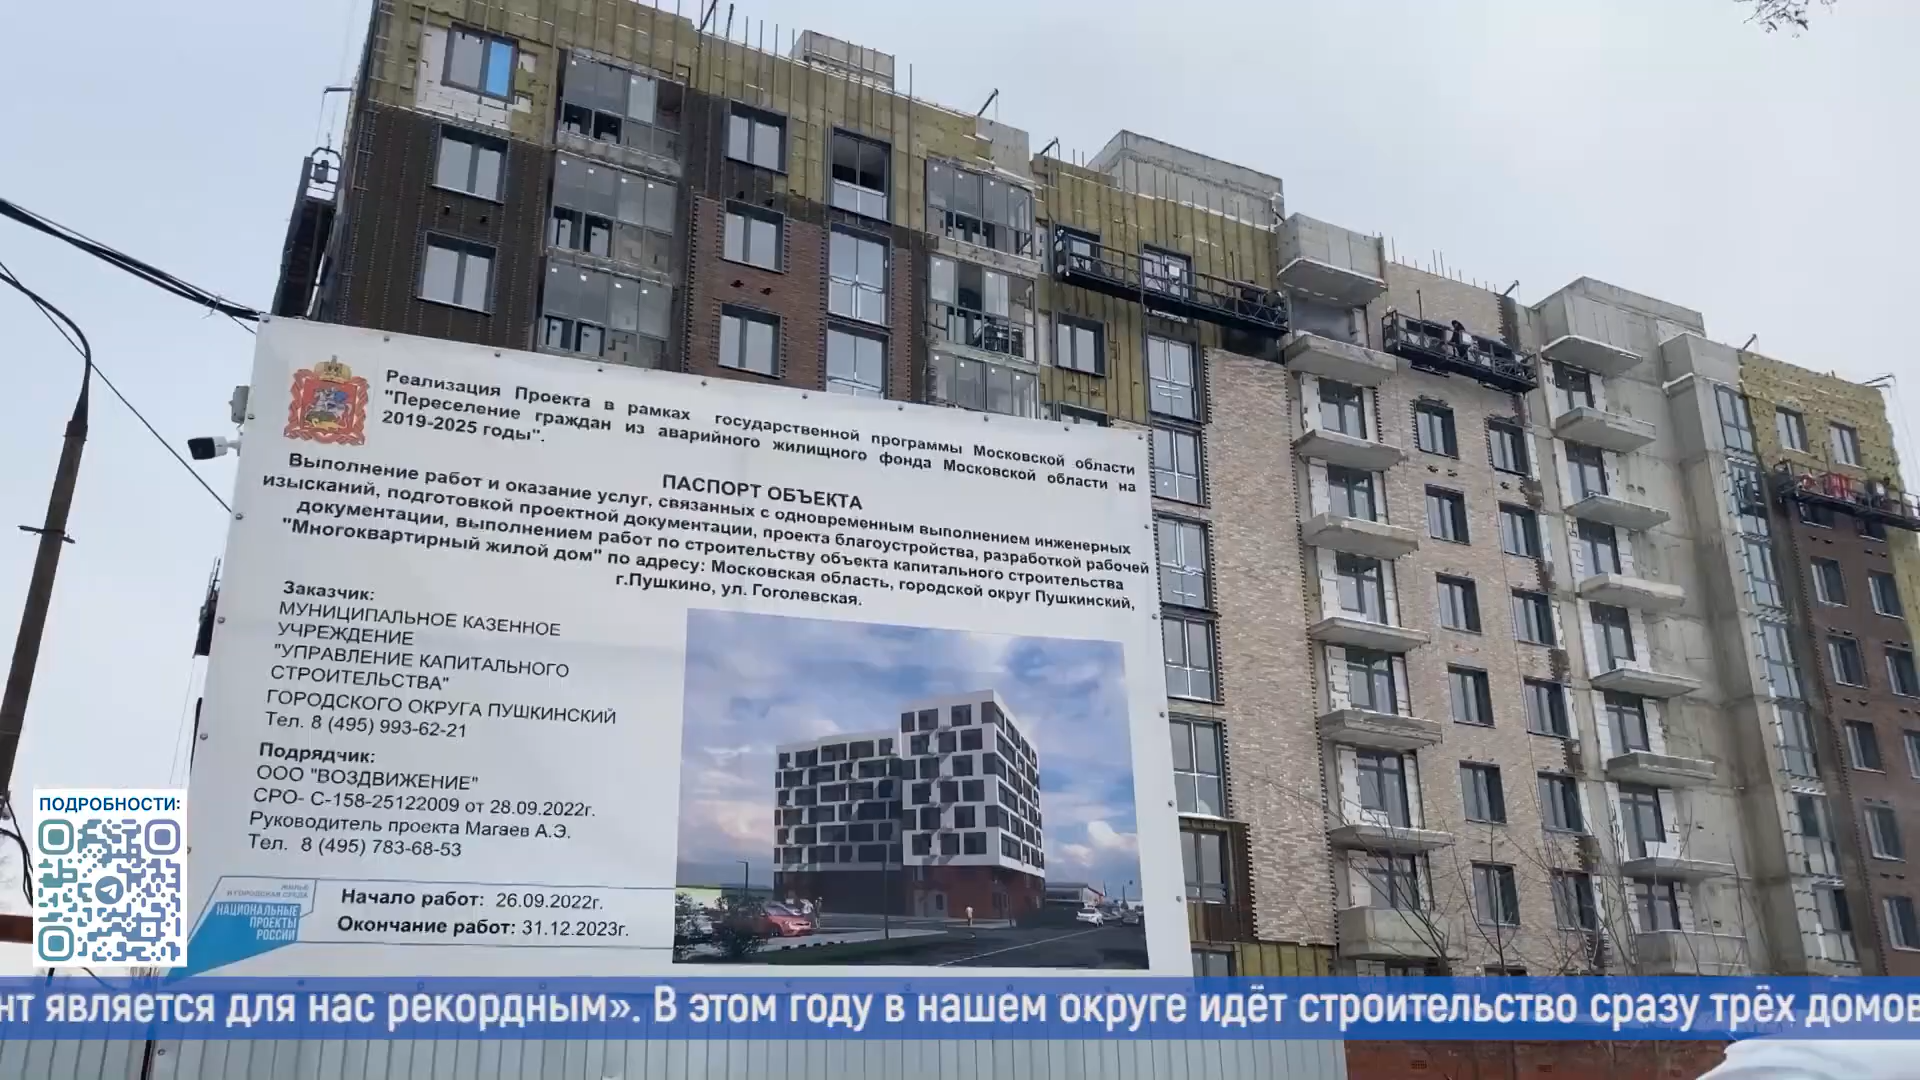 Реализация Проекта в рамках государственной программы Московской области
"Переселение граждан из аварийного жилищного фонда Московской области на
2019-2025 годы".
ПАСПОРТ ОБЪЕКТА
Выполнение работ и оказание услуг, связанных с одновременным выполнением инженерных
изысканий, подготовкой проектной документации, проекта благоустройства, разработкой рабочей
документации, выполнением работ по строительству объекта капитального строительства
"Многоквартирный жилой дом" по адресу: Московская область, городской округ Пушкинский,
г.Пушкино, ул. Гоголевская.
Заказчик:
МУНИЦИПАЛЬНОЕ КАЗЕННОЕ
УЧРЕЖДЕНИЕ
"УПРАВЛЕНИЕ КАПИТАЛЬНОГО
СТРОИТЕЛЬСТВА"
ГОРОДСКОГО ОКРУГА ПУШКИНСКИЙ
Тел. 8 (495) 993-62-21
Подрядчик:
ООО "ВОЗДВИЖЕНИЕ"
СРО- С-158-25122009 от 28.09.2022г.
Руководитель проекта Магаев А.Э.
Тел. 8 (495) 783-68-53
ЖИЛЬЕ
И ГОРОДСКАЯ СРЕДА
НАЦИОНАЛЬНЫЕ
ПРОЕКТЫ
РОССИИ
Начало работ: 26.09.2022г.
Окончание работ: 31.12.2023г.
ПОДРОБНОСТИ:
нт является для нас рекордным». В этом году в нашем округе идёт строительство сразу трёх домов